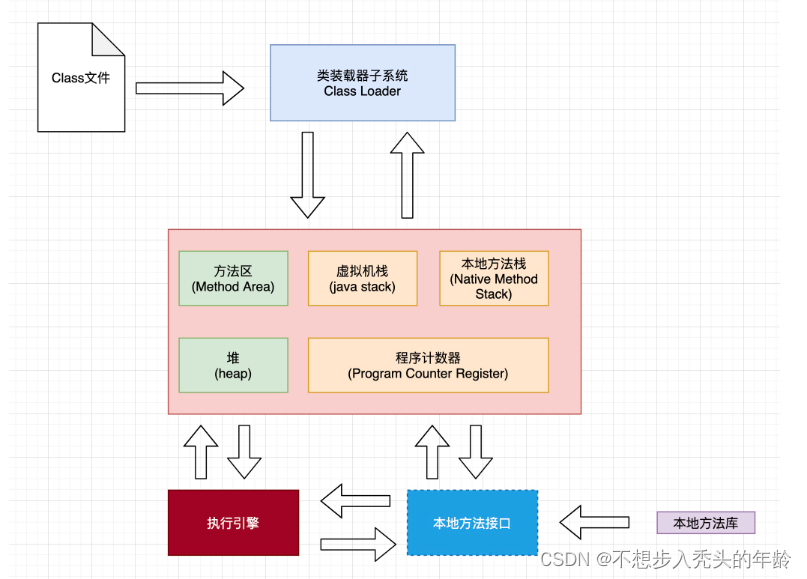 Class文件
类装载器子系统
Class Loader
方法区
(Method Area)
虚拟机栈
(java stack)
本地方法栈
(Native Method
Stack)
堆
(heap)
程序计数器
(Program Counter Register)
执行引擎
本地方法接口
本地方法库
CSDN @不想步入秃头的年龄